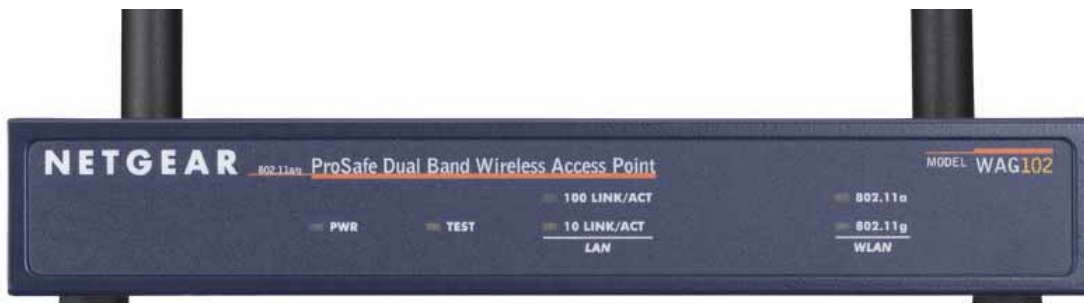 NETGEAR 802.11a/g ProSafe Dual Band Wireless Access Point MODEL WAG102
100 LINK/ACT 802.11a
PWR TEST 10 LINK/ACT 802.11g
LAN WLAN